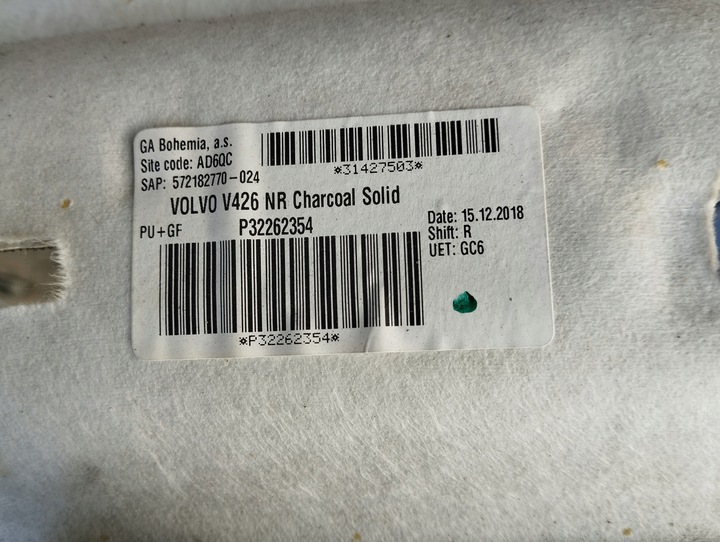 GA Bohemia, a.s.
Site code: AD6QC
SAP: 572182770-024
*31427503*
VOLVO V426 NR Charcoal Solid
PU+GF
P32262354
Date: 15.12.2018
Shift: R
UET: GC6
*P32262354*